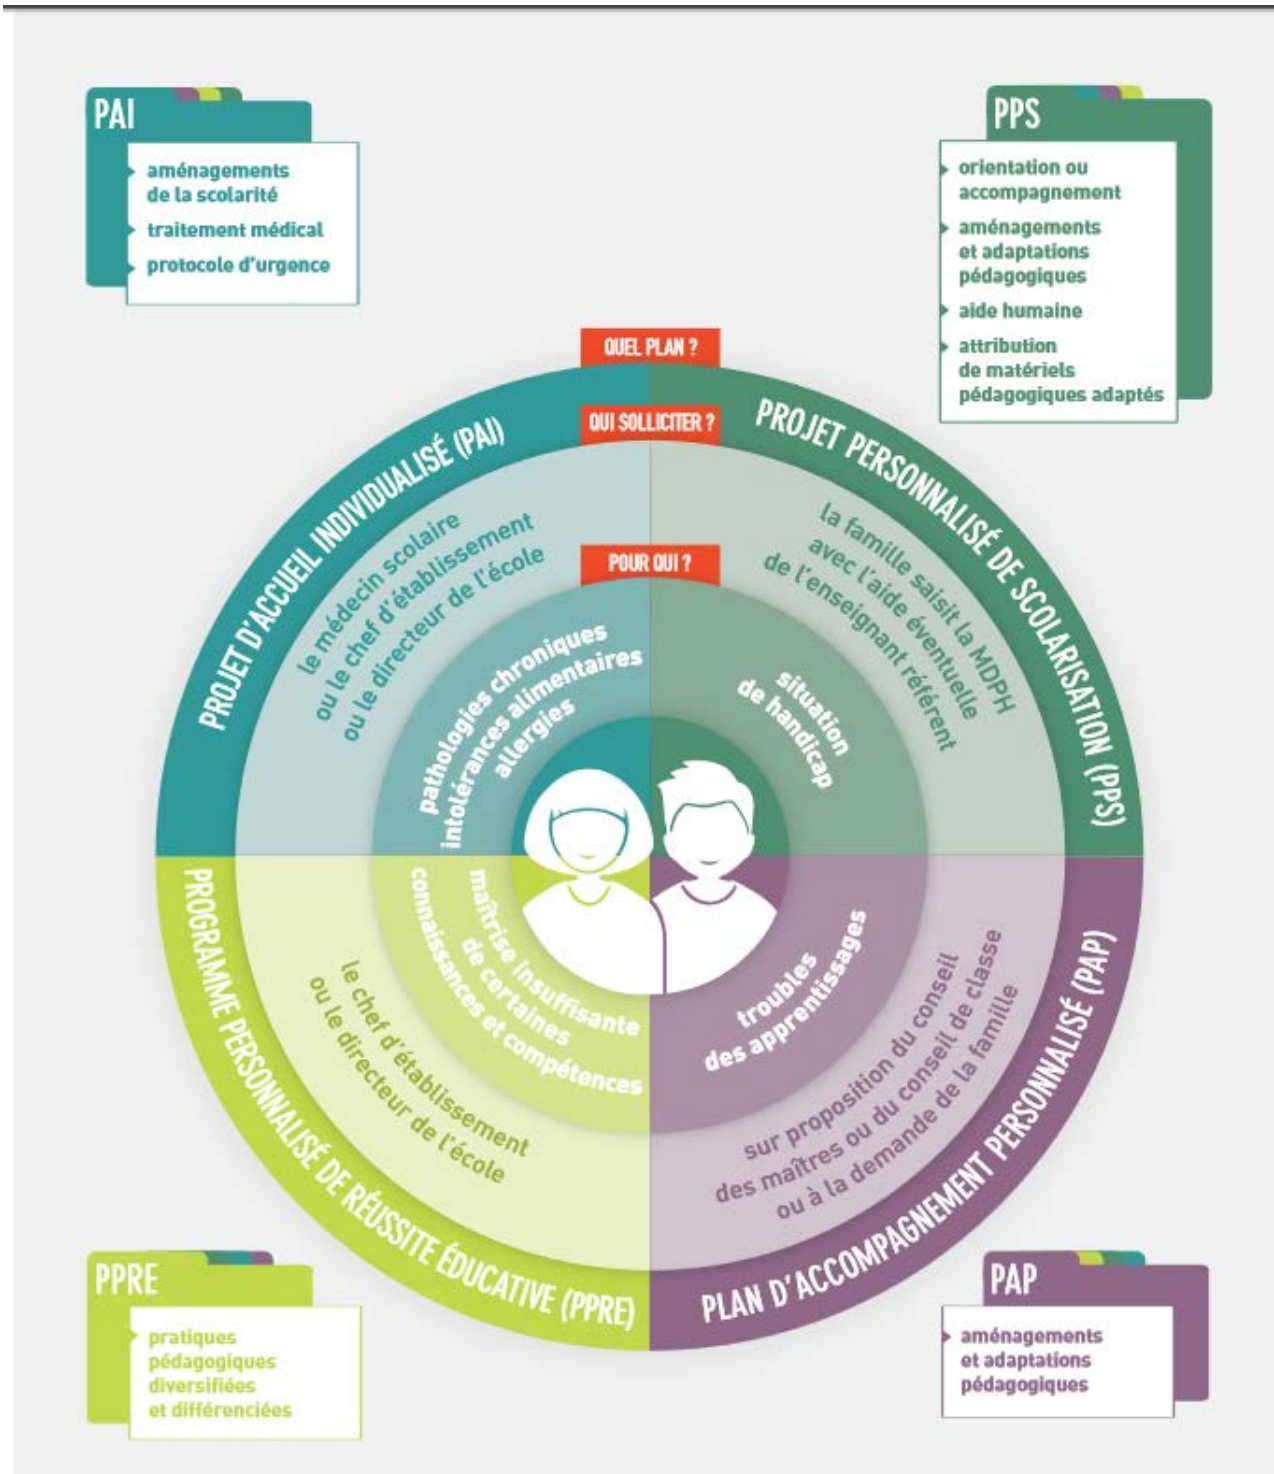 PAI
aménagements
de la scolarité
traitement médical
protocole d'urgence
PPS
orientation ou
accompagnement
aménagements
et adaptations
pédagogiques
aide humaine
attribution
de matériels
pédagogiques adaptés
QUEL PLAN ?
QUI SOLLICITER ?
POUR QUI ?
PROJET D'ACCUEIL INDIVIDUALISÉ (PAI)
le médecin scolaire
ou le chef d'établissement
ou le directeur de l'école
pathologies chroniques
intolérances alimentaires
allergies
PROJET PERSONNALISÉ DE SCOLARISATION (PPS)
la famille saisit la MDPH
avec l'aide éventuelle
de l'enseignant référent
situation
de handicap
PROGRAMME PERSONNALISÉ DE RÉUSSITE ÉDUCATIVE (PPRE)
le chef d'établissement
ou le directeur de l'école
maîtrise insuffisante
de certaines
connaissances et compétences
PLAN D'ACCOMPAGNEMENT PERSONNALISÉ (PAP)
sur proposition du conseil
des maîtres ou du conseil de classe
ou à la demande de la famille
troubles
des apprentissages
PPRE
pratiques
pédagogiques
diversifiées
et différenciées
PAP
aménagements
et adaptations
pédagogiques